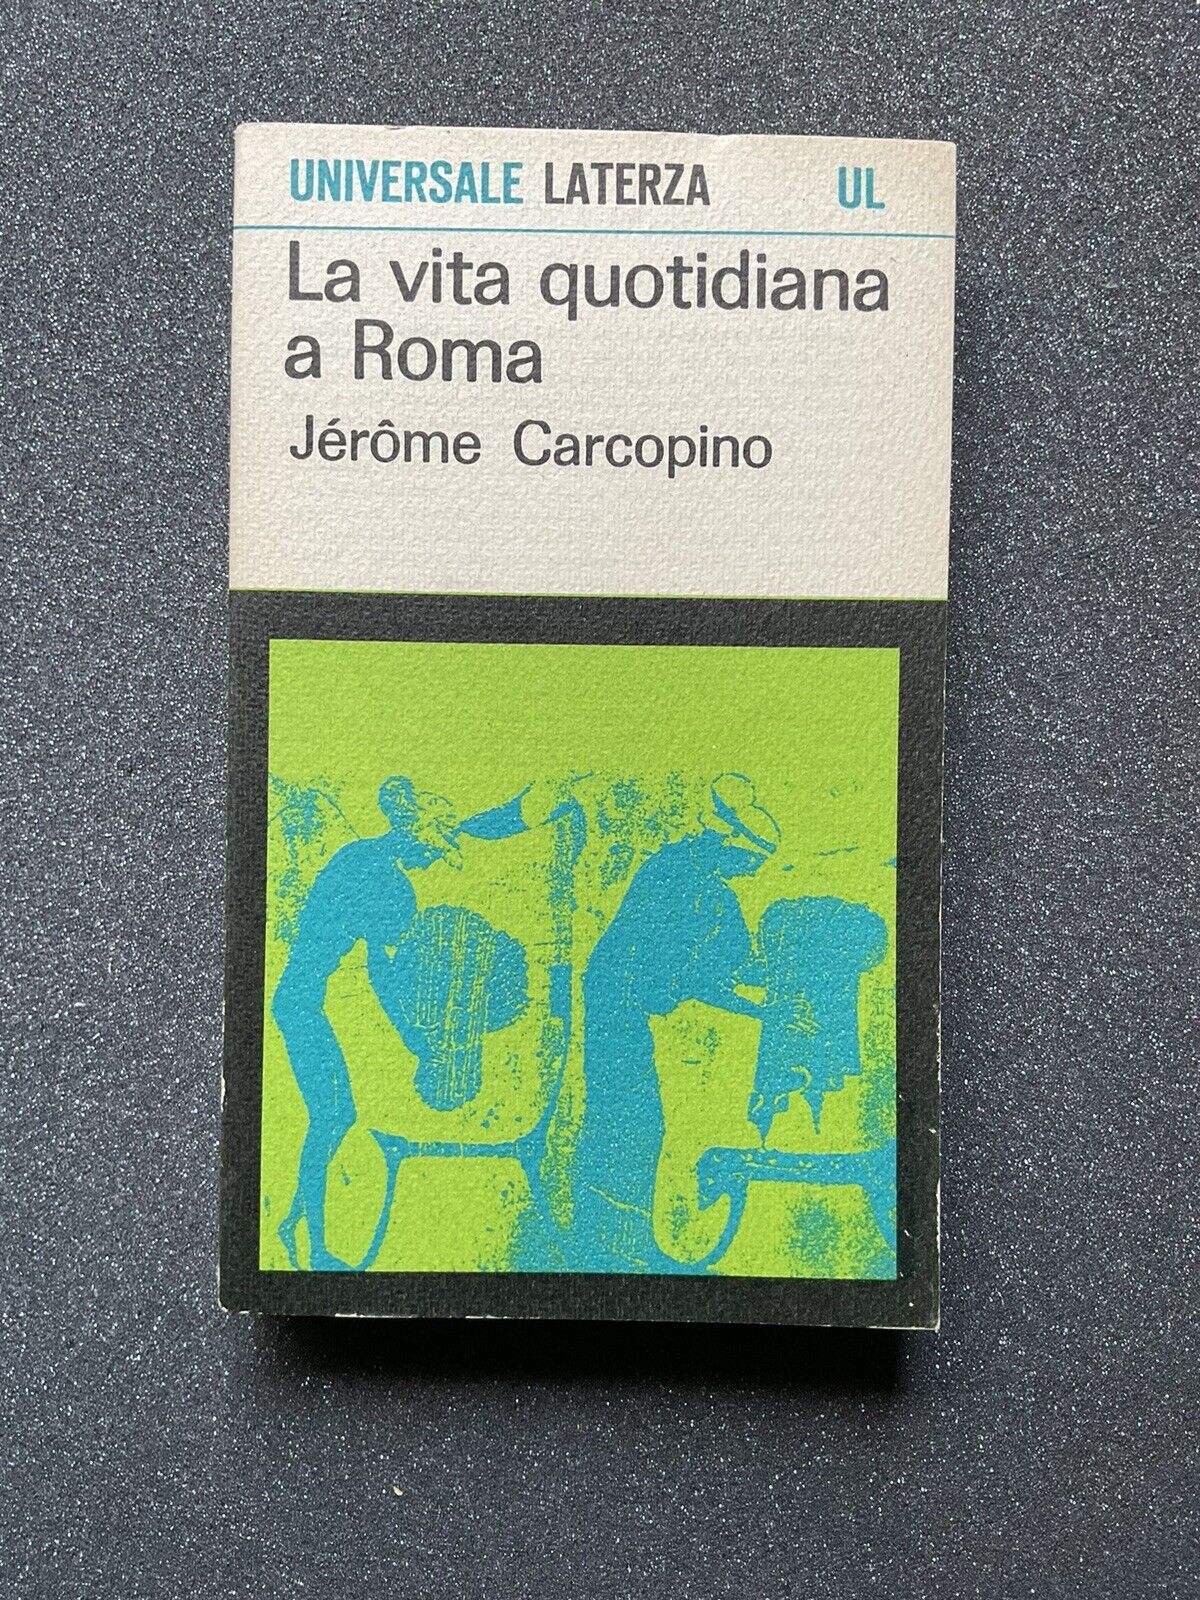 UNIVERSALE LATERZA UL
La vita quotidiana
a Roma
Jérôme Carcopino